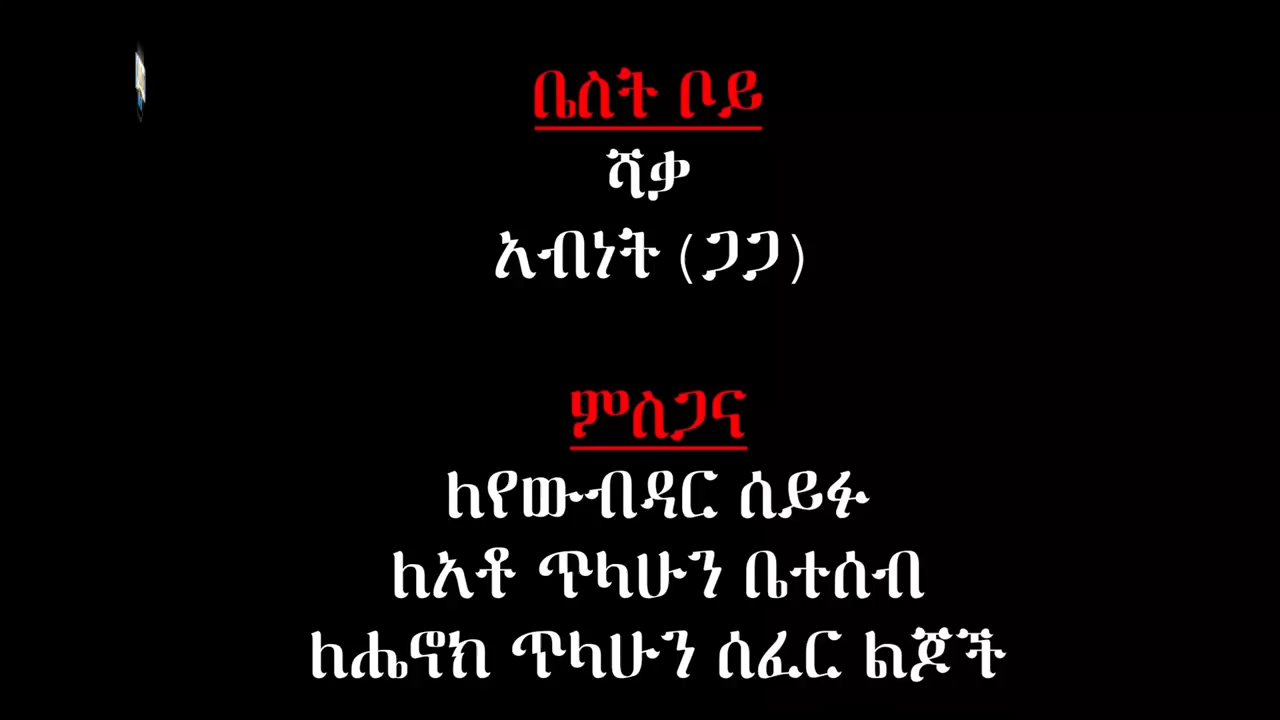 ቤስት ቦይ
ሻቃ
አብነት (ጋጋ)
ምስጋና
ለየውብዳር ሰይፉ
ለአቶ ጥላሁን ቤተሰብ
ለሔኖክ ጥላሁን ሰፈር ልጆች